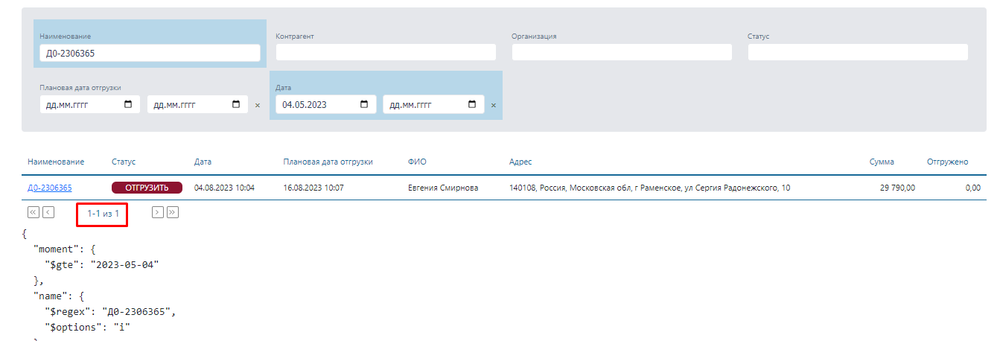 Наименование Контрагент Организация Статус
Д0-2306365
Плановая дата отгрузки Дата
дд.мм.гггг дд.мм.гггг × 04.05.2023 дд.мм.гггг ×
Наименование Статус Дата Плановая дата отгрузки ФИО Адрес Сумма Отгружено
Д0-2306365 ОТГРУЗИТЬ 04.08.2023 10:04 16.08.2023 10:07 Евгения Смирнова 140108, Россия, Московская обл, г Раменское, ул Сергия Радонежского, 10 29 790,00 0,00
« ‹ 1-1 из 1 › »
{
"moment": {
"$gte": "2023-05-04"
},
"name": {
"$regex": "Д0-2306365",
"$options": "i"